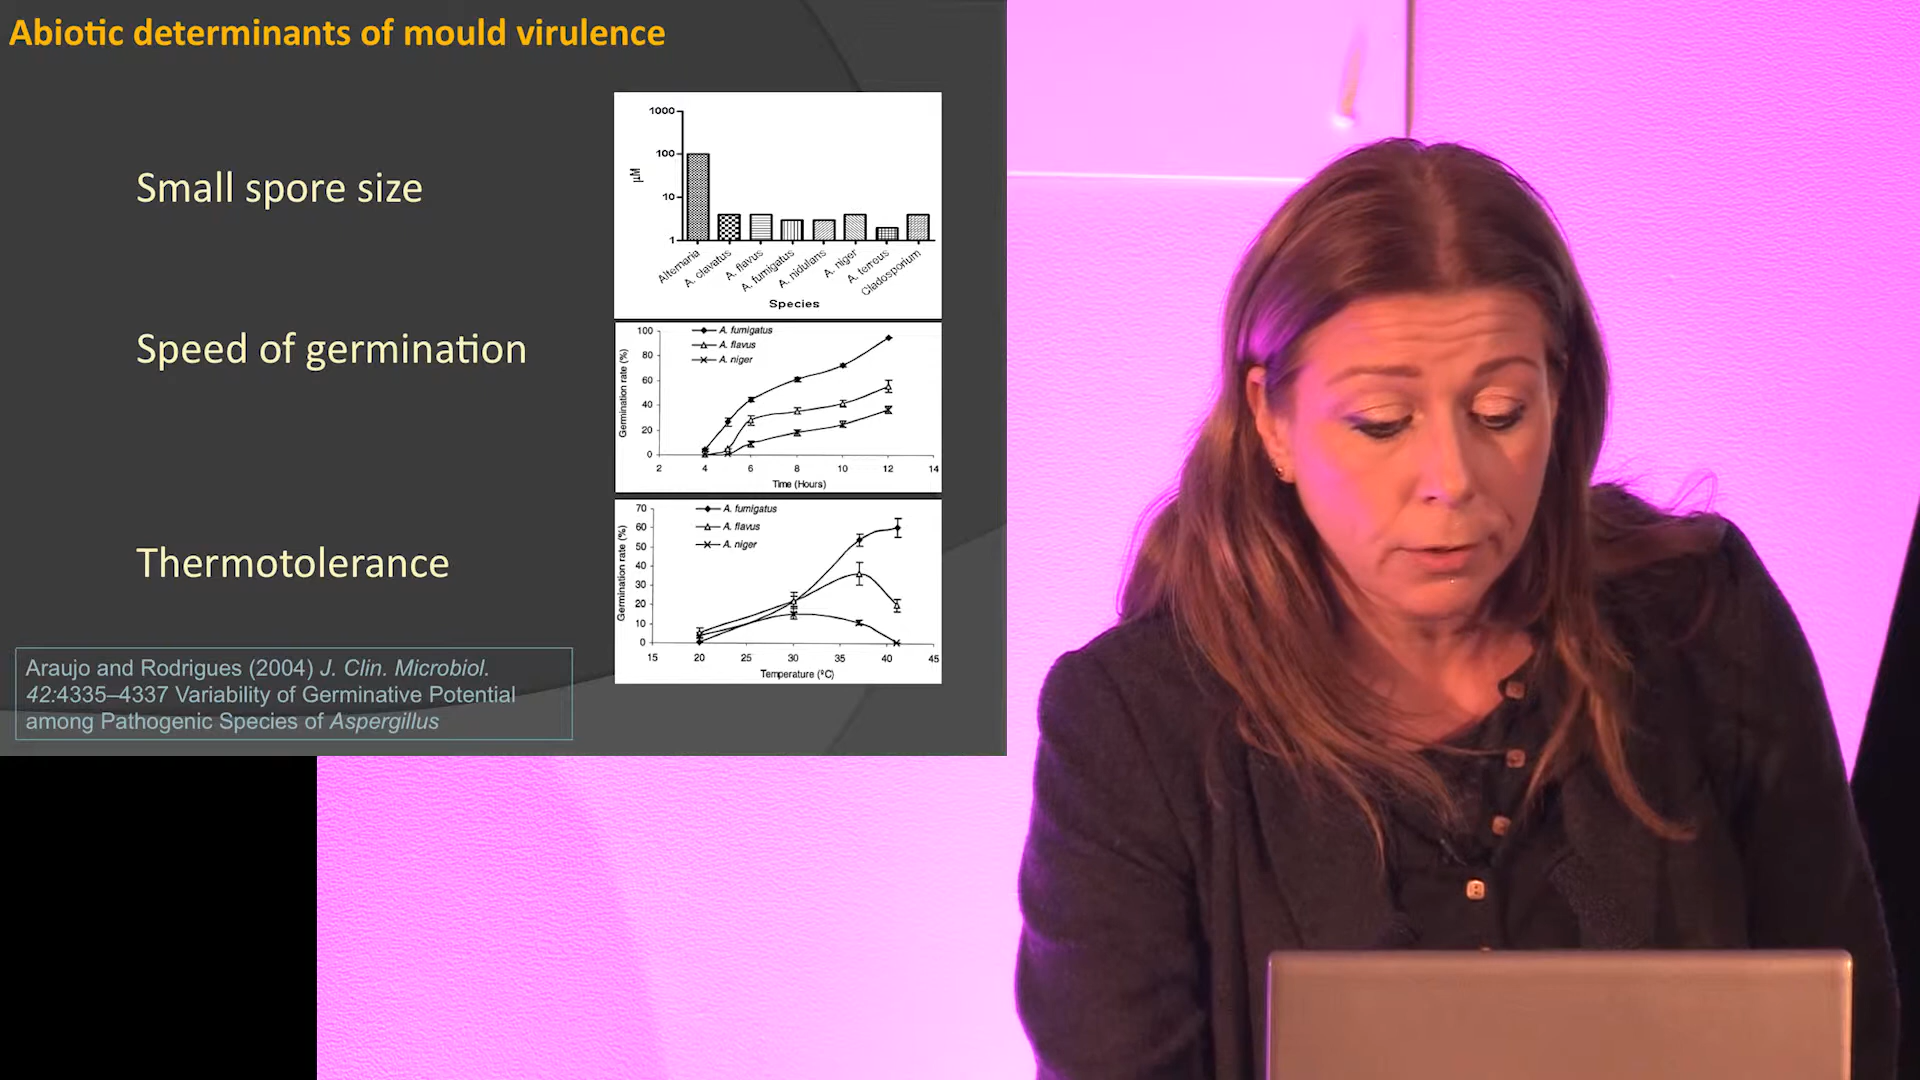 Abiotic determinants of mould virulence
Small spore size
Speed of germination
Thermotolerance
Araujo and Rodrigues (2004) J. Clin. Microbiol.
42:4335–4337 Variability of Germinative Potential
among Pathogenic Species of Aspergillus
1000
100
10
1
µM
Alternaria
A. clavatus
A. flavus
A. fumigatus
A. nidulans
A. niger
A. terreus
Cladosporium
Species
A. fumigatus
A. flavus
A. niger
Germination rate (%)
100
80
60
40
20
0
2 4 6 8 10 12 14
Time (Hours)
A. fumigatus
A. flavus
A. niger
Germination rate (%)
70
60
50
40
30
20
10
0
15 20 25 30 35 40 45
Temperature (ºC)